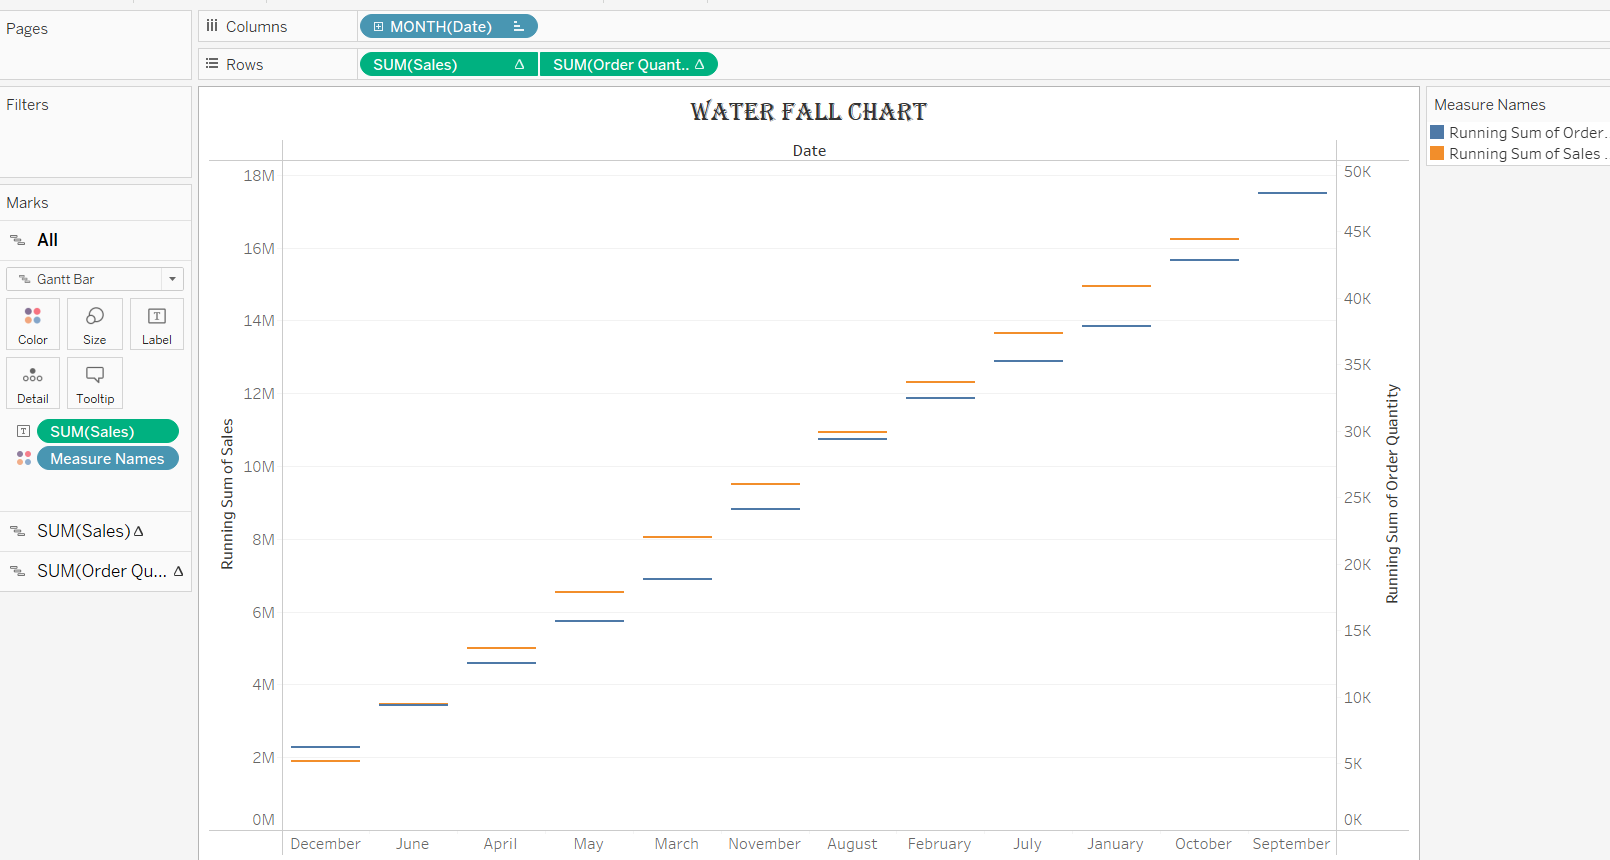 Pages
Columns
MONTH(Date)
Rows
SUM(Sales) Δ
SUM(Order Quant.. Δ
Filters
Marks
All
Gantt Bar
Color
Size
Label
Detail
Tooltip
SUM(Sales)
Measure Names
SUM(Sales) Δ
SUM(Order Qu... Δ
WATER FALL CHART
Date
Running Sum of Sales
18M
16M
14M
12M
10M
8M
6M
4M
2M
0M
50K
45K
40K
35K
30K
25K
20K
15K
10K
5K
0K
Running Sum of Order Quantity
December June April May March November August February July January October September
Measure Names
Running Sum of Order.
Running Sum of Sales .